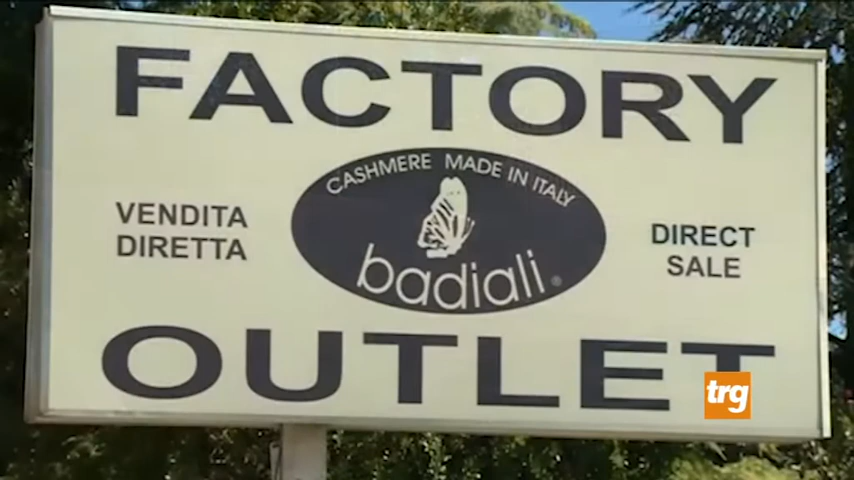 FACTORY
CASHMERE MADE IN ITALY
VENDITA
DIRETTA
badiali®
DIRECT
SALE
OUTLET
trg